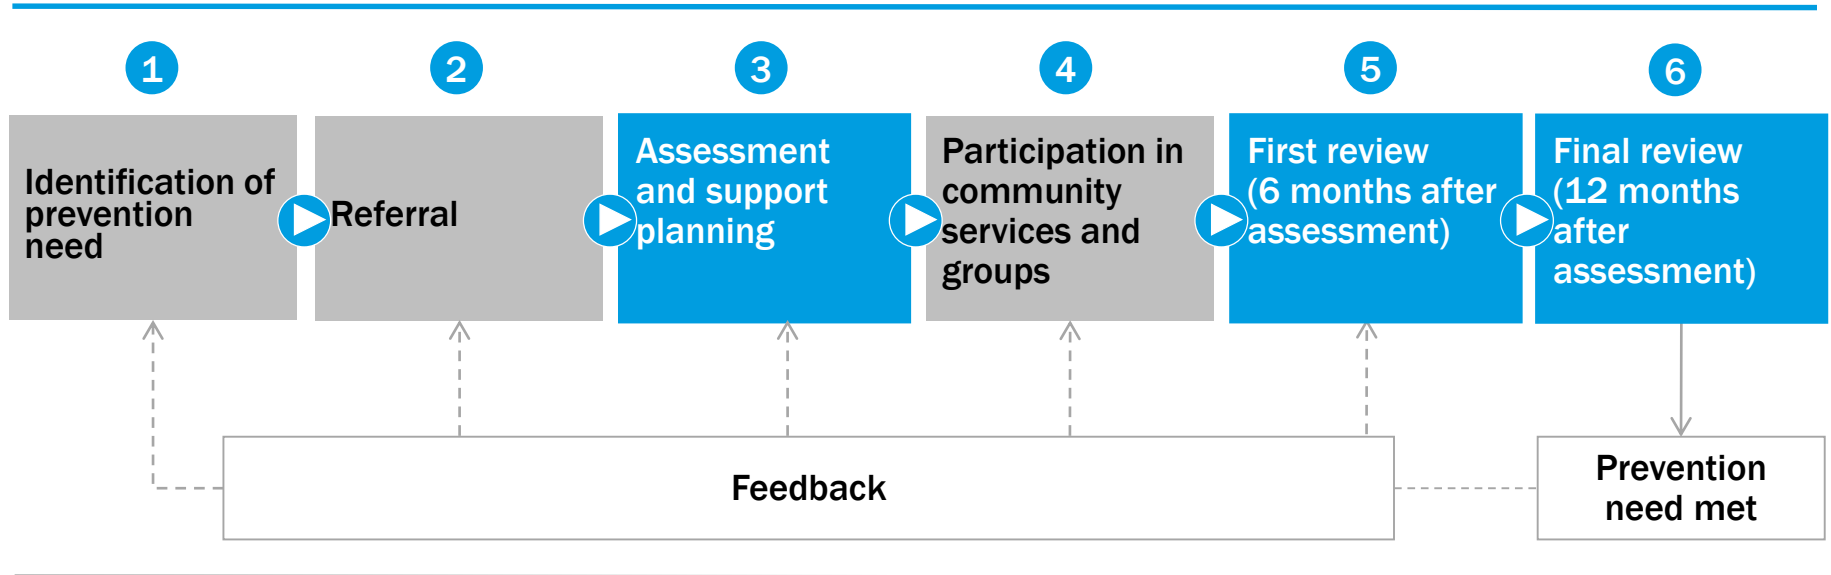 1
2
3
4
5
6
Identification of
prevention
need
Referral
Assessment
and support
planning
Participation in
community
services and
groups
First review
(6 months after
assessment)
Final review
(12 months
after
assessment)
Feedback
Prevention
need met